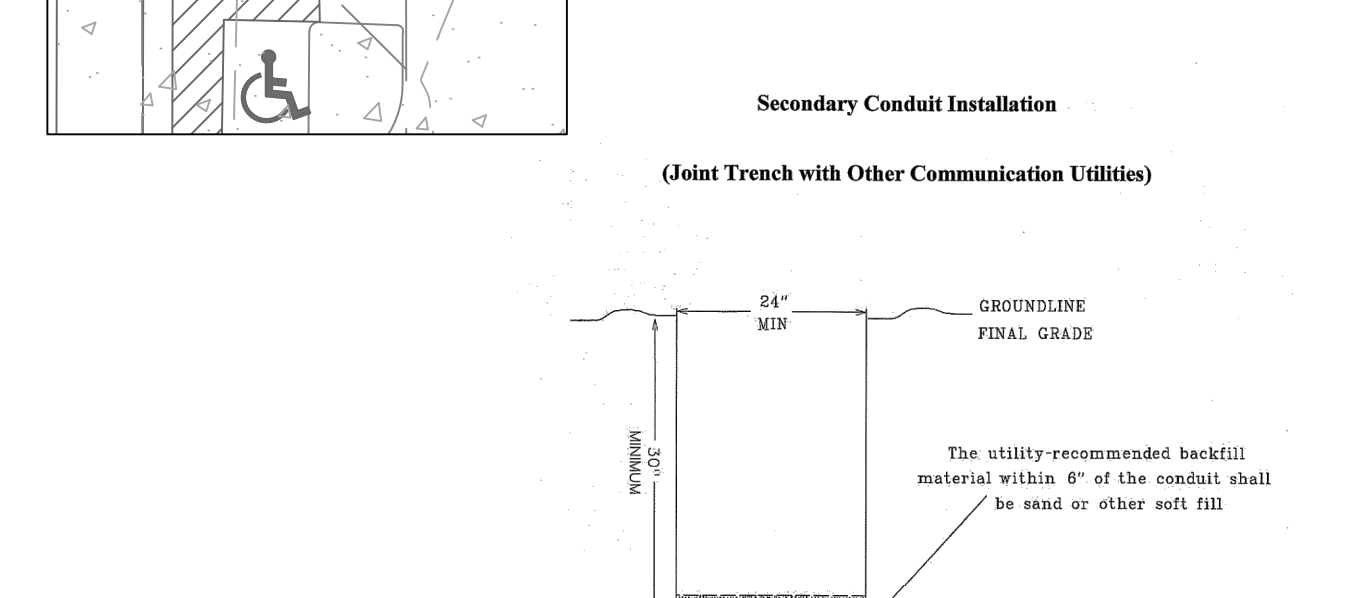 Secondary Conduit Installation
(Joint Trench with Other Communication Utilities)
24"
MIN
GROUNDLINE
FINAL GRADE
30"
MINIMUM
The utility-recommended backfill
material within 6" of the conduit shall
be sand or other soft fill